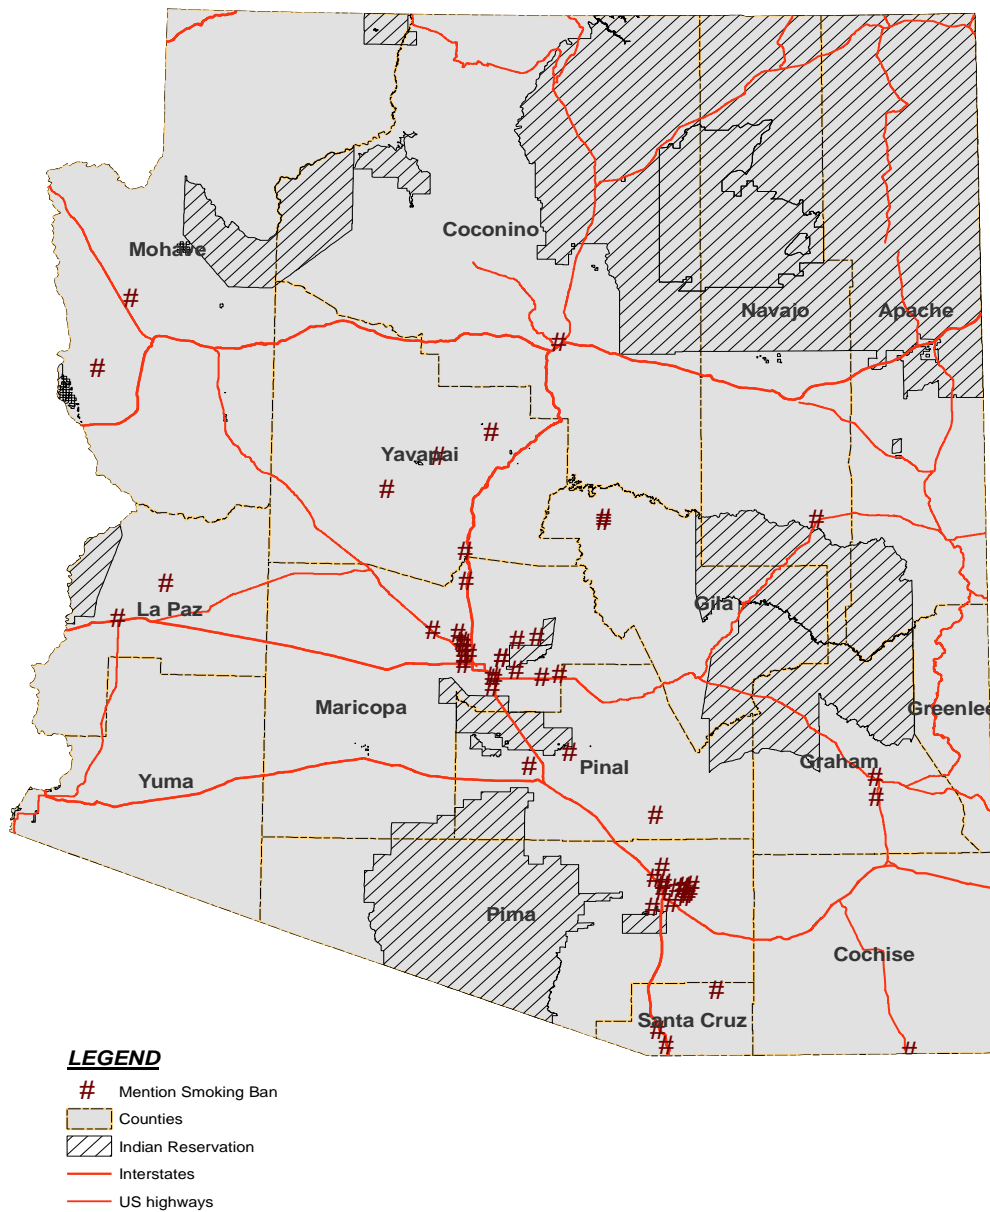 Coconino
Mohave
Navajo
Apache
Yavapai
La Paz
Gila
Maricopa
Greenlee
Yuma
Pinal
Graham
Pima
Cochise
Santa Cruz
LEGEND
# Mention Smoking Ban
Counties
Indian Reservation
Interstates
US highways